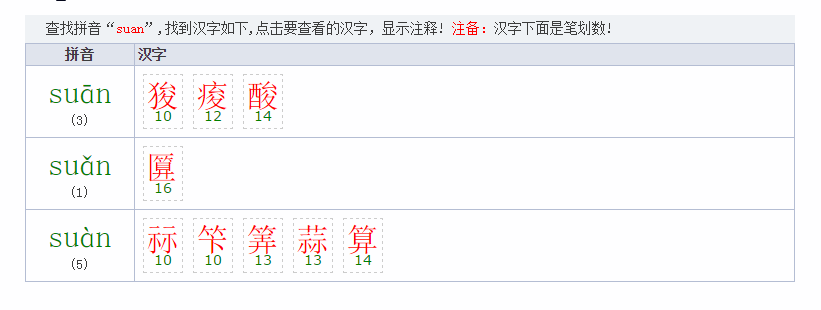 查找拼音“suan”,找到汉字如下,点击要查看的汉字，显示注释! 注备：汉字下面是笔划数!
拼音 汉字
suān 狻 痠 酸
(3) 10 12 14
suǎn 匴
(1) 16
suàn 祘 笇 筭 蒜 算
(5) 10 10 13 13 14